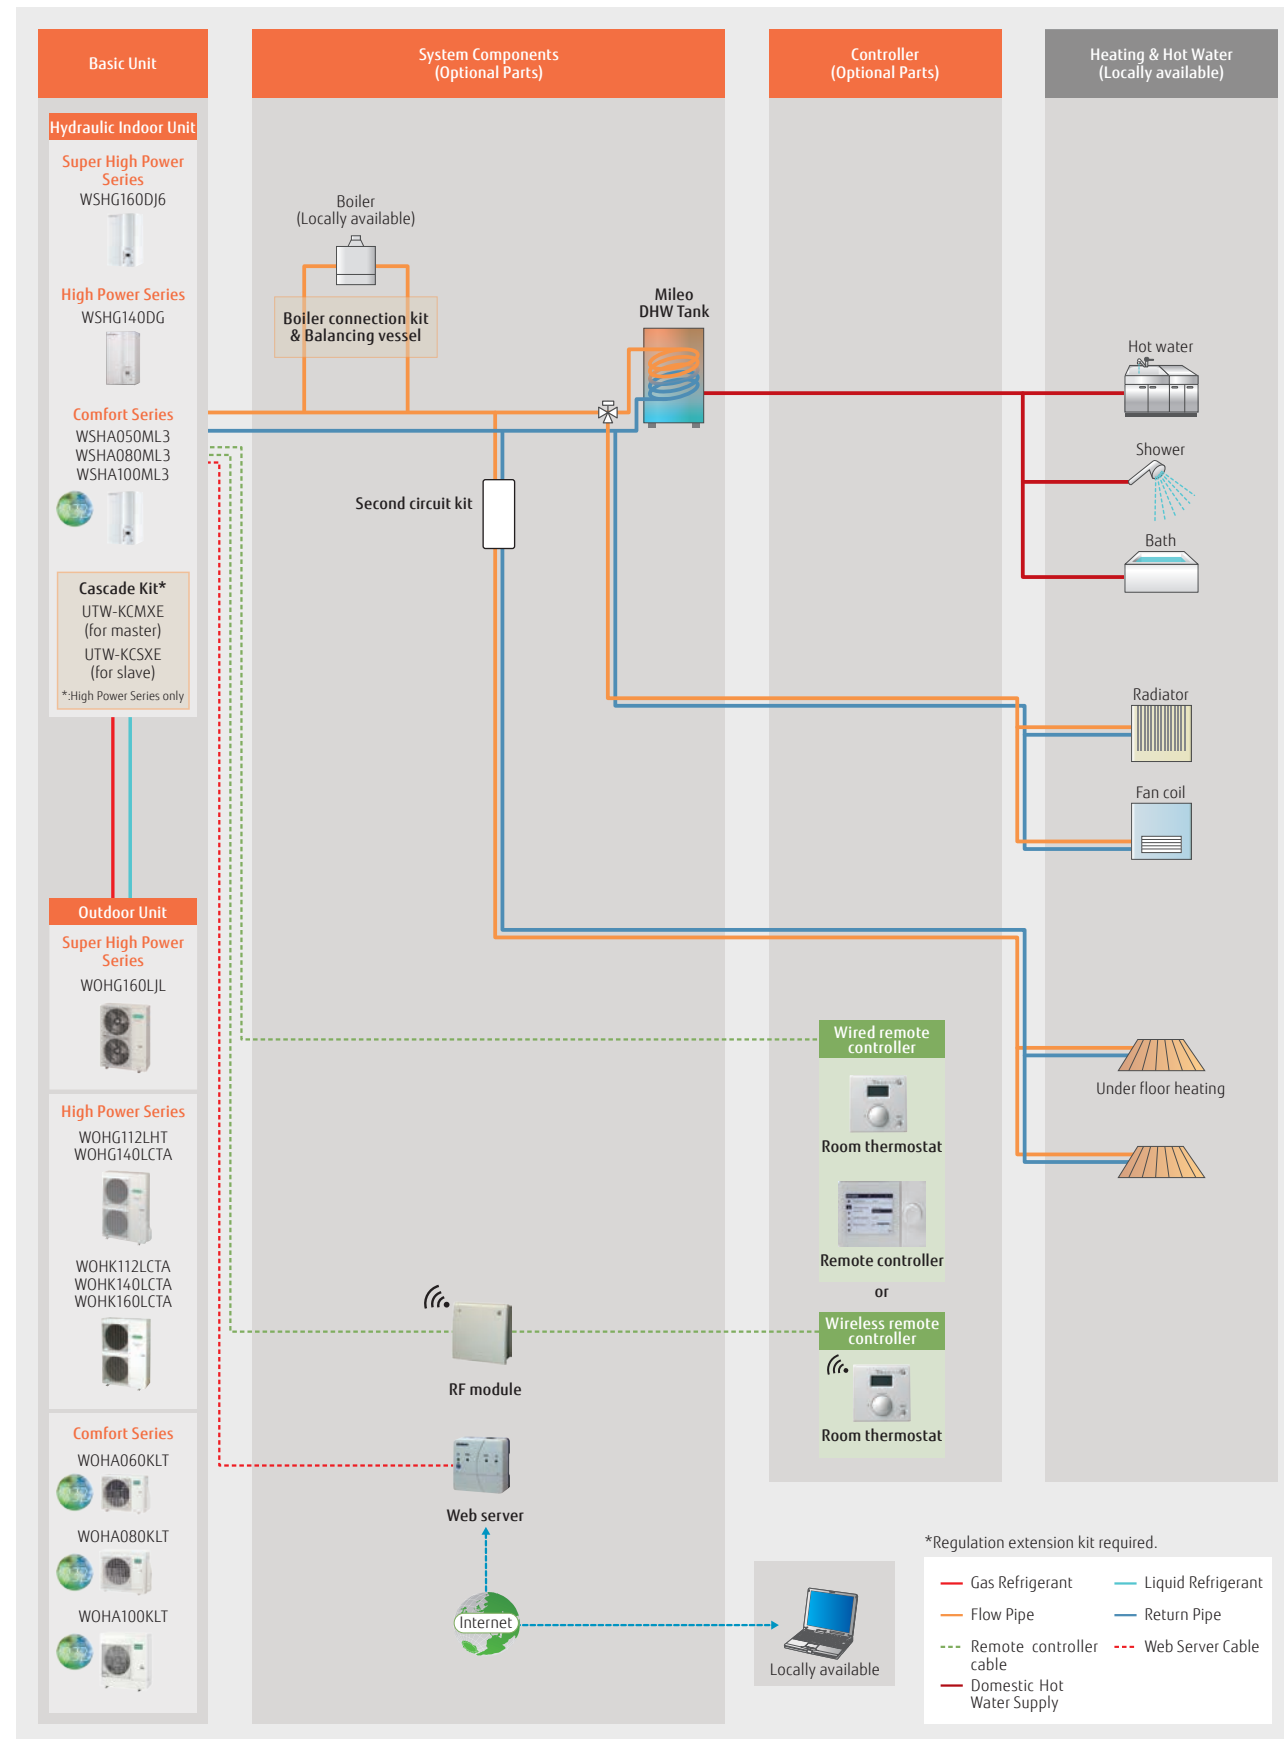 Basic Unit
System Components
(Optional Parts)
Controller
(Optional Parts)
Heating & Hot Water
(Locally available)
Hydraulic Indoor Unit
Super High Power
Series
WSHG160DJ6
High Power Series
WSHG140DG
Comfort Series
WSHA050ML3
WSHA080ML3
WSHA100ML3
Cascade Kit*
UTW-KCMXE
(for master)
UTW-KCSXE
(for slave)
*:High Power Series only
Outdoor Unit
Super High Power
Series
WOHG160LJL
High Power Series
WOHG112LHT
WOHG140LCTA
WOHK112LCTA
WOHK140LCTA
WOHK160LCTA
Comfort Series
WOHA060KLT
WOHA080KLT
WOHA100KLT
Boiler
(Locally available)
Boiler connection kit
& Balancing vessel
Mileo
DHW Tank
Second circuit kit
RF module
Web server
Internet
Wired remote
controller
Room thermostat
Remote controller
or
Wireless remote
controller
Room thermostat
Locally available
Hot water
Shower
Bath
Radiator
Fan coil
Under floor heating
*Regulation extension kit required.
Gas Refrigerant
Liquid Refrigerant
Flow Pipe
Return Pipe
Remote controller
cable
Web Server Cable
Domestic Hot
Water Supply